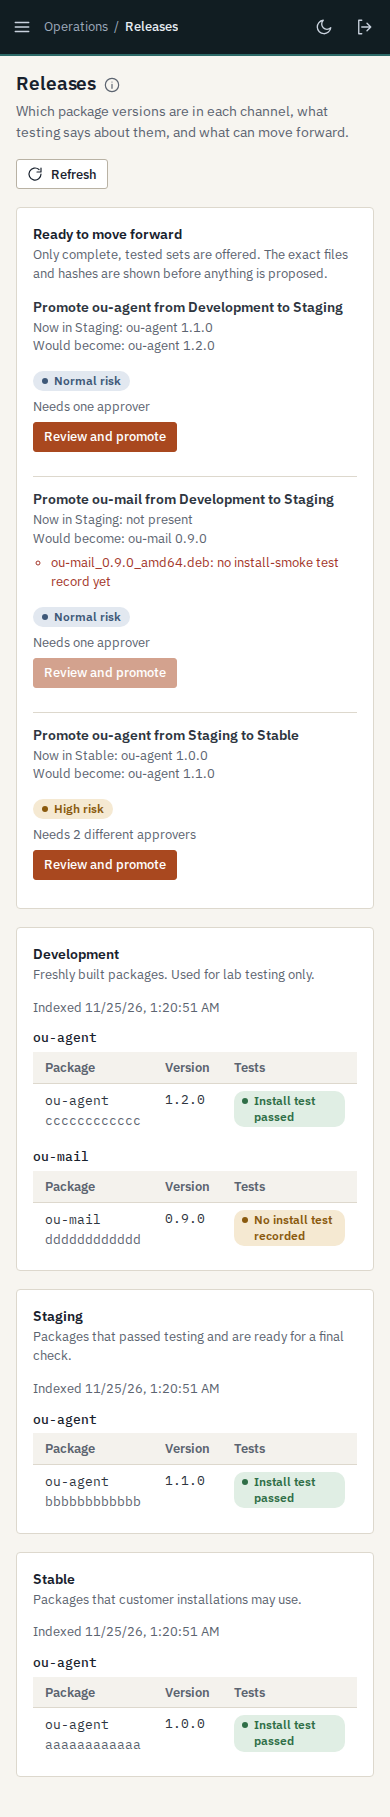 Operations / Releases
Releases
Which package versions are in each channel, what
testing says about them, and what can move forward.
Refresh
Ready to move forward
Only complete, tested sets are offered. The exact files
and hashes are shown before anything is proposed.
Promote ou-agent from Development to Staging
Now in Staging: ou-agent 1.1.0
Would become: ou-agent 1.2.0
Normal risk
Needs one approver
Review and promote
Promote ou-mail from Development to Staging
Now in Staging: not present
Would become: ou-mail 0.9.0
ou-mail_0.9.0_amd64.deb: no install-smoke test
record yet
Normal risk
Needs one approver
Review and promote
Promote ou-agent from Staging to Stable
Now in Stable: ou-agent 1.0.0
Would become: ou-agent 1.1.0
High risk
Needs 2 different approvers
Review and promote
Development
Freshly built packages. Used for lab testing only.
Indexed 11/25/26, 1:20:51 AM
ou-agent
Package Version Tests
ou-agent 1.2.0 Install test
cccccccccccc passed
ou-mail
Package Version Tests
ou-mail 0.9.0 No install test
dddddddddddd recorded
Staging
Packages that passed testing and are ready for a final
check.
Indexed 11/25/26, 1:20:51 AM
ou-agent
Package Version Tests
ou-agent 1.1.0 Install test
bbbbbbbbbbbb passed
Stable
Packages that customer installations may use.
Indexed 11/25/26, 1:20:51 AM
ou-agent
Package Version Tests
ou-agent 1.0.0 Install test
aaaaaaaaaaaa passed